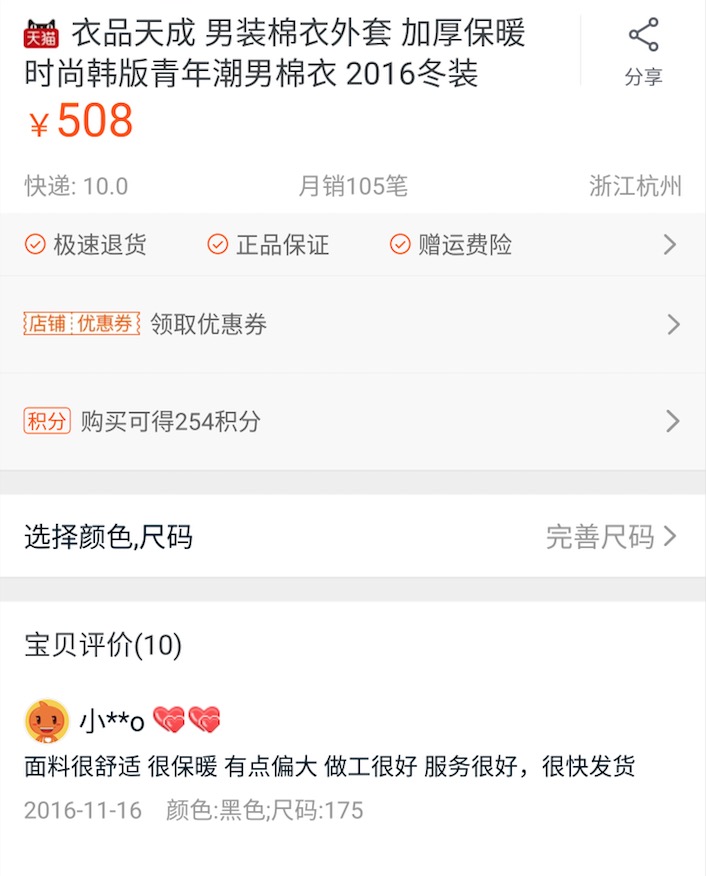 天猫 衣品天成 男装棉衣外套 加厚保暖
时尚韩版青年潮男棉衣 2016冬装
分享
¥508
快递: 10.0 月销105笔 浙江杭州
极速退货 正品保证 赠运费险
店铺 优惠券 领取优惠券
积分 购买可得254积分
选择颜色,尺码 完善尺码
宝贝评价(10)
小**o
面料很舒适 很保暖 有点偏大 做工很好 服务很好，很快发货
2016-11-16 颜色:黑色;尺码:175